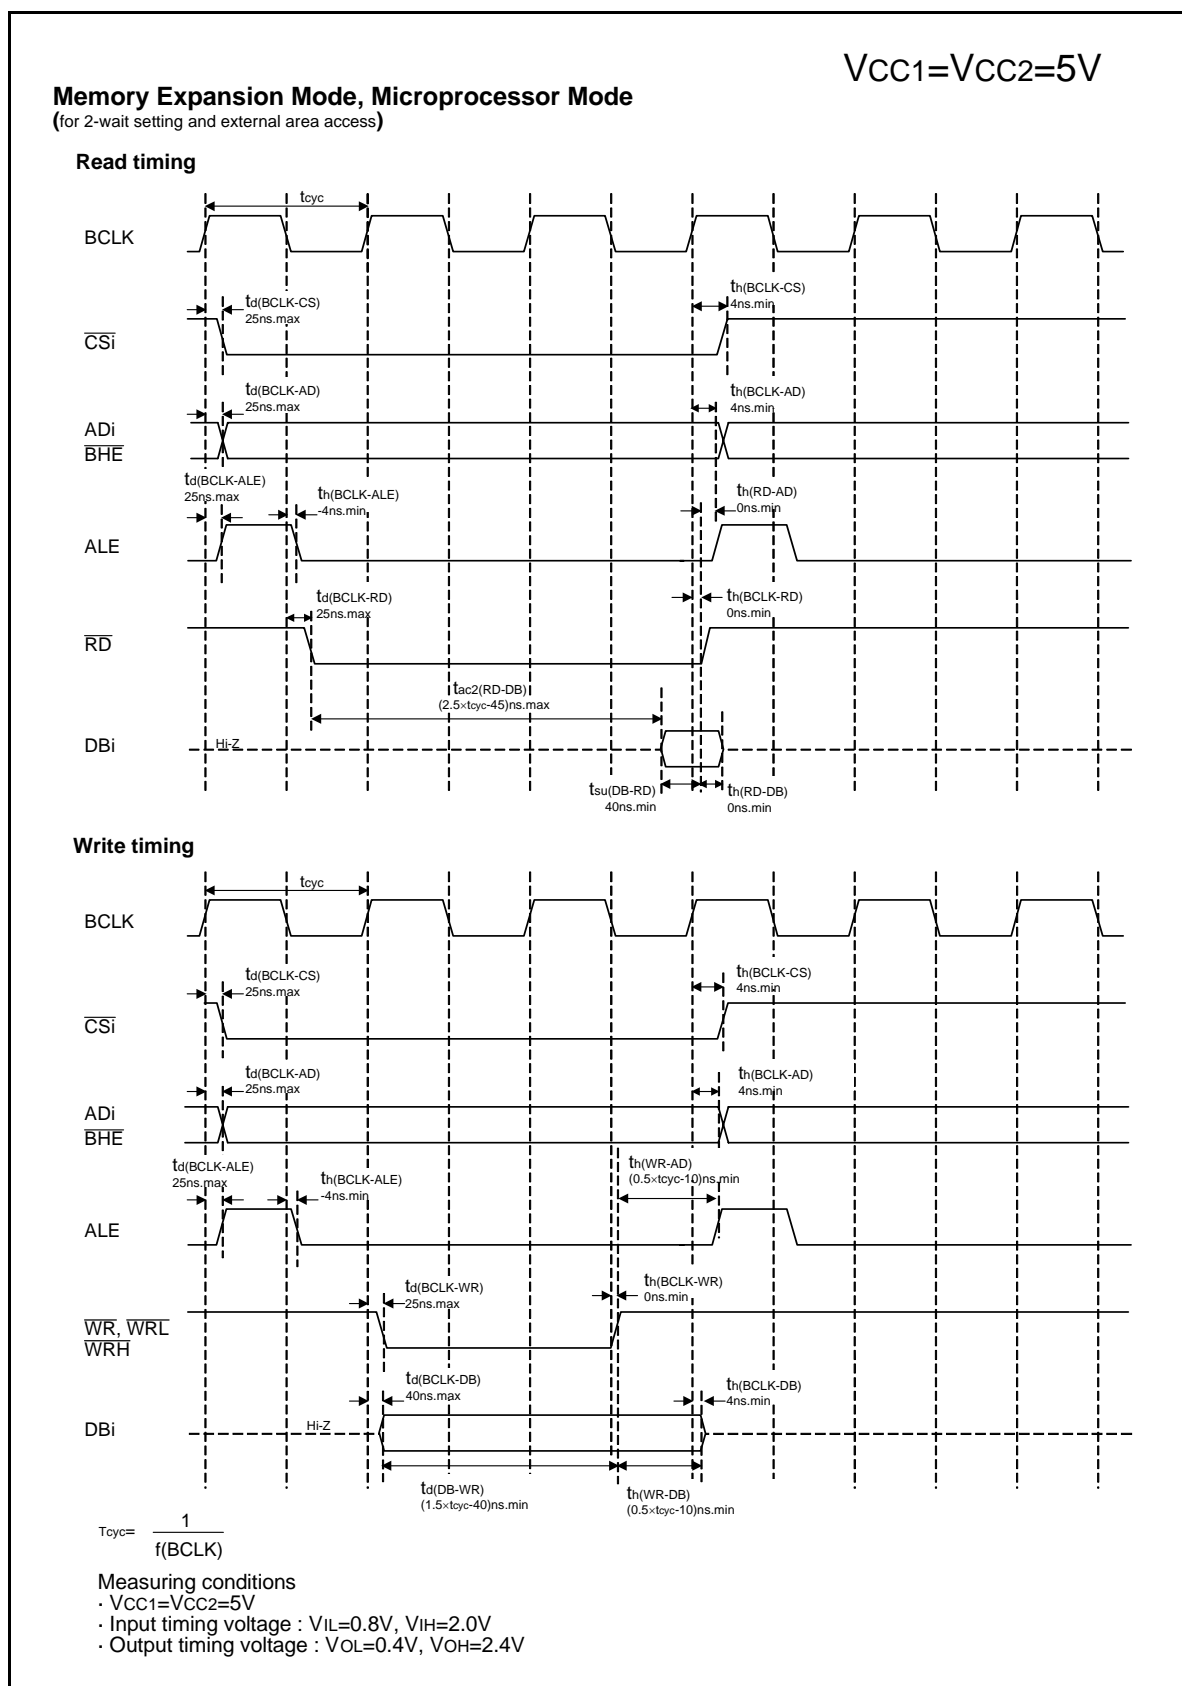 VCC1=VCC2=5V
Memory Expansion Mode, Microprocessor Mode
(for 2-wait setting and external area access)
Read timing
tcyc
BCLK
td(BCLK-CS)
25ns.max
th(BCLK-CS)
4ns.min
CSi
td(BCLK-AD)
25ns.max
th(BCLK-AD)
4ns.min
ADi
BHE
td(BCLK-ALE)
25ns.max
th(BCLK-ALE)
-4ns.min
th(RD-AD)
0ns.min
ALE
td(BCLK-RD)
25ns.max
th(BCLK-RD)
0ns.min
RD
tac2(RD-DB)
(2.5×tcyc-45)ns.max
DBi
Hi-Z
tsu(DB-RD)
40ns.min
th(RD-DB)
0ns.min
Write timing
tcyc
BCLK
td(BCLK-CS)
25ns.max
th(BCLK-CS)
4ns.min
CSi
td(BCLK-AD)
25ns.max
th(BCLK-AD)
4ns.min
ADi
BHE
td(BCLK-ALE)
25ns.max
th(BCLK-ALE)
-4ns.min
th(WR-AD)
(0.5×tcyc-10)ns.min
ALE
td(BCLK-WR)
25ns.max
th(BCLK-WR)
0ns.min
WR, WRL
WRH
td(BCLK-DB)
40ns.max
th(BCLK-DB)
4ns.min
DBi
Hi-Z
td(DB-WR)
(1.5×tcyc-40)ns.min
th(WR-DB)
(0.5×tcyc-10)ns.min
Tcyc=
1
f(BCLK)
Measuring conditions
· VCC1=VCC2=5V
· Input timing voltage : VIL=0.8V, VIH=2.0V
· Output timing voltage : VOL=0.4V, VOH=2.4V